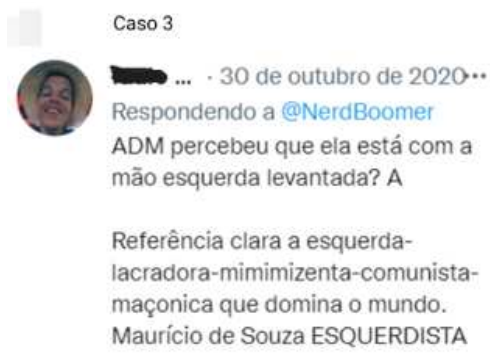 Caso 3
... · 30 de outubro de 2020...
Respondendo a @NerdBoomer
ADM percebeu que ela está com a
mão esquerda levantada? A
Referência clara a esquerda-
lacradora-mimimizenta-comunista-
maçonica que domina o mundo.
Maurício de Souza ESQUERDISTA